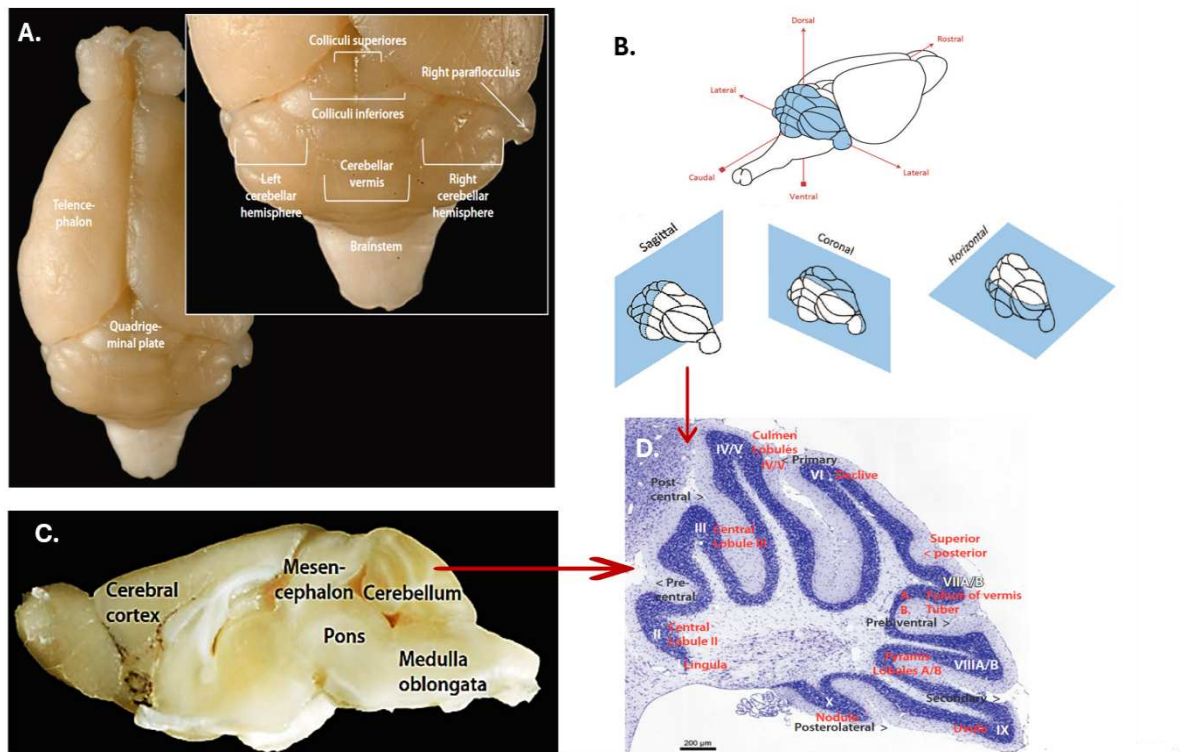 A.
Colliculi superiores
Right paraflocculus
Colliculi inferiores
Cerebellar
vermis
Left
cerebellar
hemisphere
Right
cerebellar
hemisphere
Brainstem
Telence-
phalon
Quadrige-
minal plate
B.
Dorsal
Rostral
Lateral
Caudal
Lateral
Ventral
Sagittal
Coronal
Horizontal
C.
Cerebral
cortex
Mesen-
cephalon
Cerebellum
Pons
Medulla
oblongata
D.
IV/V
Culmen
Lobules
IV/V
< Primary
VI
Declive
Post-
central >
III
Central
Lobule III
Superior
< posterior
VIIA/B
A. Folium of vermis
B. Tuber
< Pre-
central
Prebiventral >
II
Central
Lobule II
Lingula
Pyramis
Lobules A/B
VIIIA/B
Secondary >
X
Nodule
Posterolateral >
Uvula
IX
200 µm